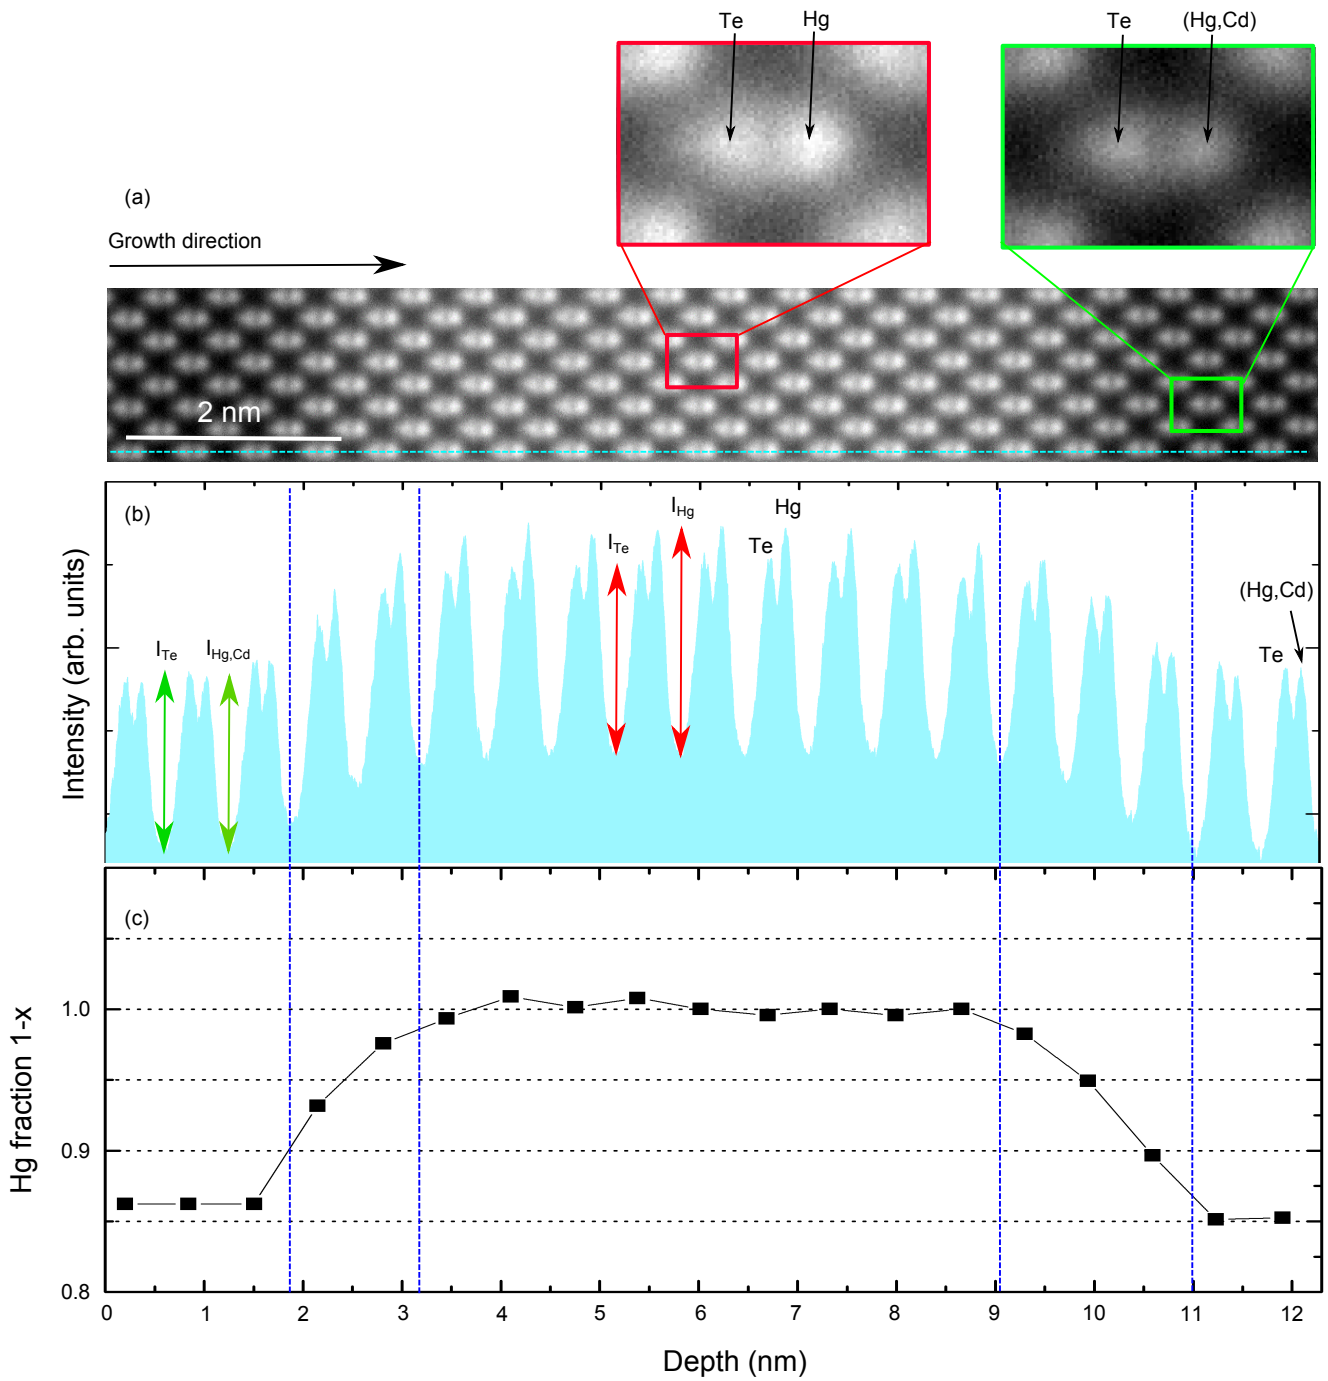 Te Hg Te (Hg,Cd)
(a)
Growth direction
2 nm
(b)
I_Te
I_Hg,Cd
I_Te
I_Hg
Hg
Te
(Hg,Cd)
Te
Intensity (arb. units)
(c)
1.0
0.9
0.8
Hg fraction 1-x
0 1 2 3 4 5 6 7 8 9 10 11 12
Depth (nm)